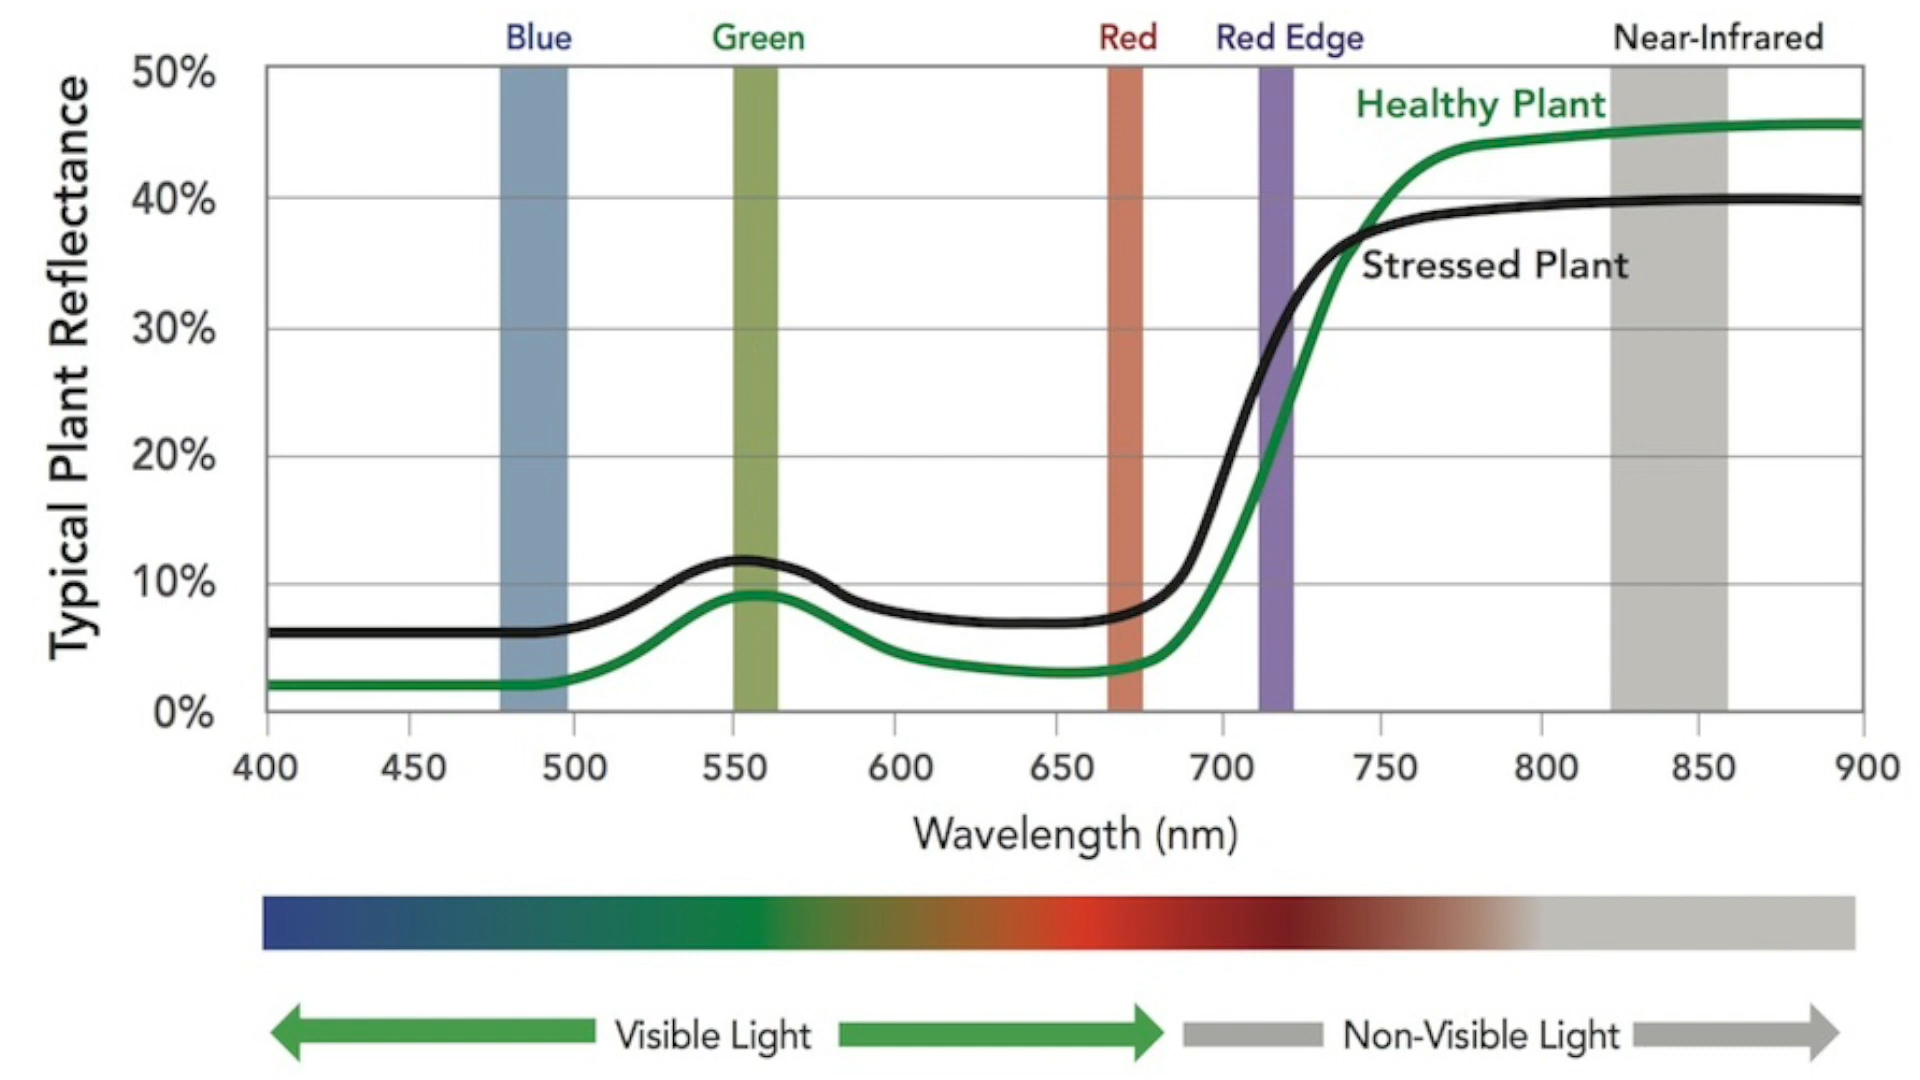 Blue Green Red Red Edge Near-Infrared
50%
Healthy Plant
40%
Stressed Plant
30%
20%
10%
0%
Typical Plant Reflectance
400 450 500 550 600 650 700 750 800 850 900
Wavelength (nm)
Visible Light Non-Visible Light